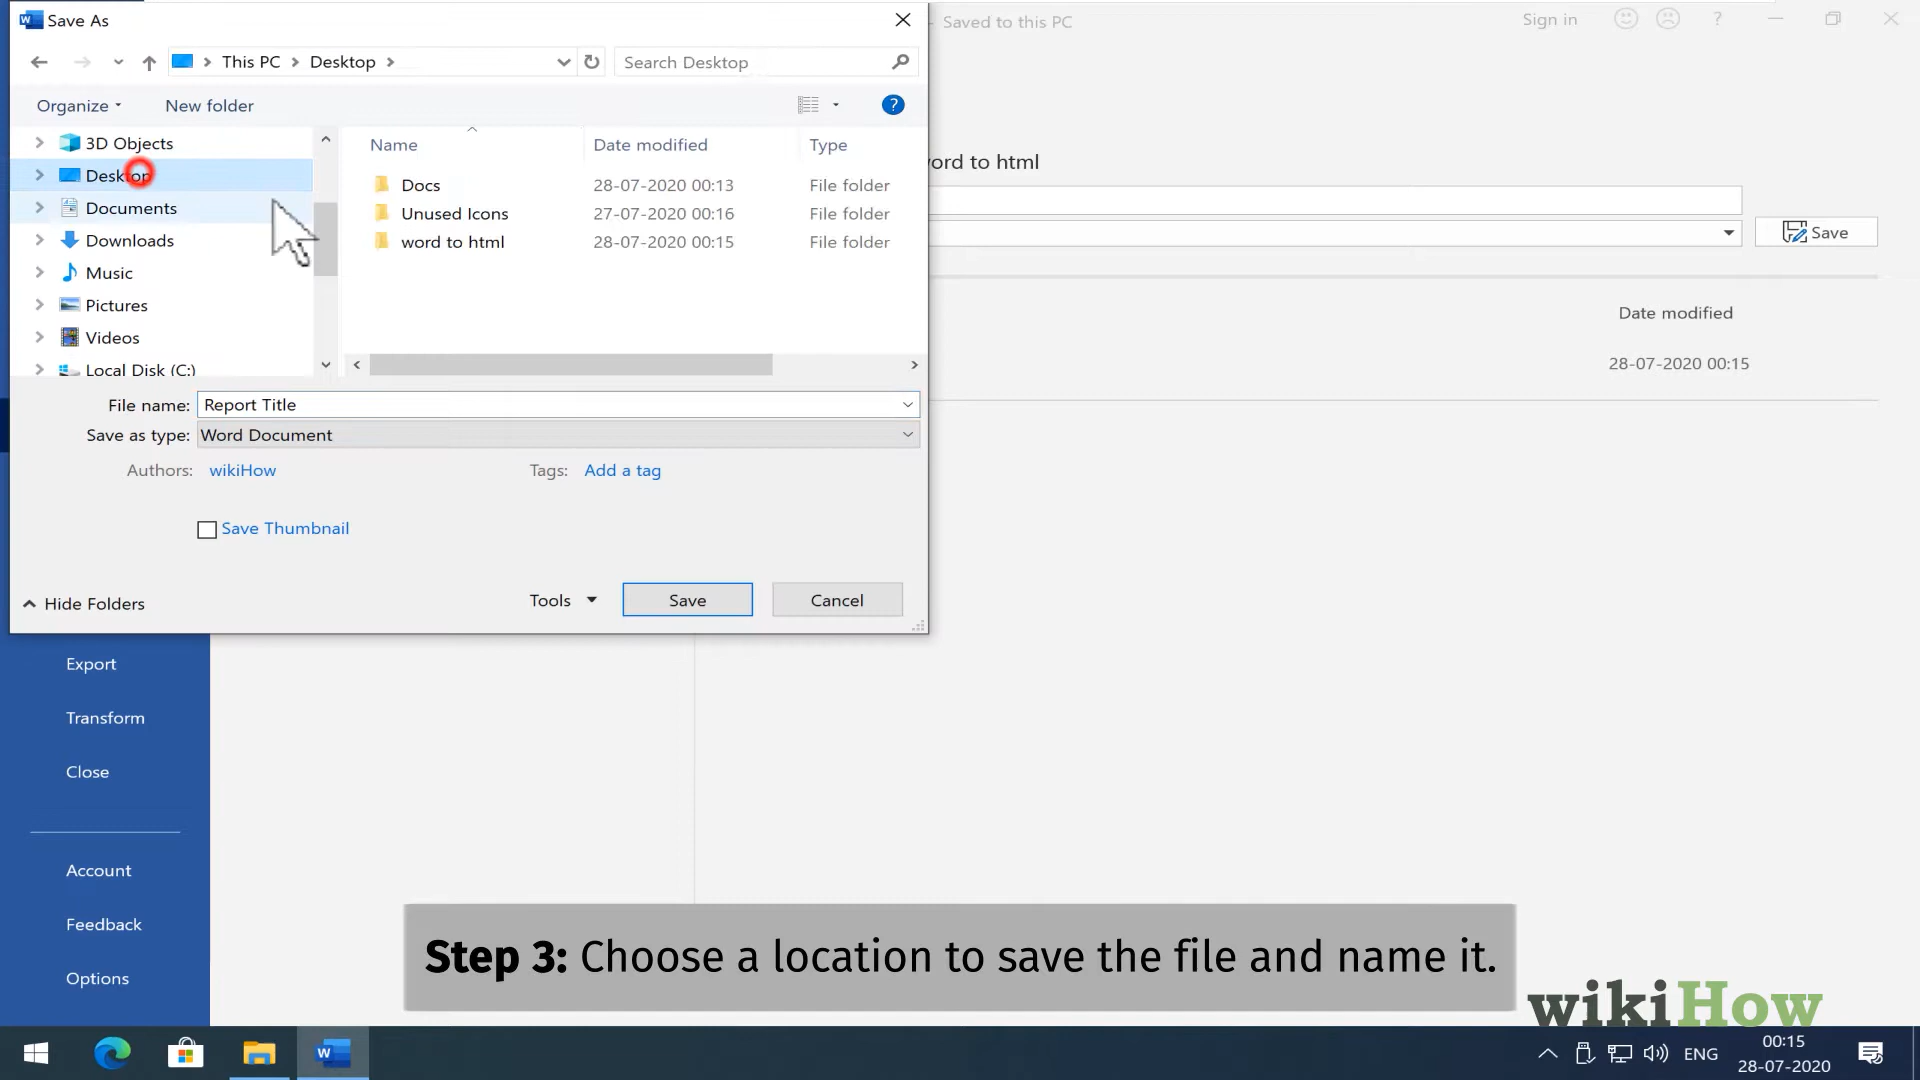 Save As
Saved to this PC
Sign in
?
This PC
Desktop
Search Desktop
Organize
New folder
?
3D Objects
Desktop
Documents
Downloads
Music
Pictures
Videos
Local Disk (C:)
Name
Date modified
Type
Docs
28-07-2020 00:13
File folder
Unused Icons
27-07-2020 00:16
File folder
word to html
28-07-2020 00:15
File folder
word to html
Save
Date modified
28-07-2020 00:15
File name: Report Title
Save as type: Word Document
Authors: wikiHow
Tags: Add a tag
Save Thumbnail
Hide Folders
Tools
Save
Cancel
Export
Transform
Close
Account
Feedback
Options
Step 3: Choose a location to save the file and name it.
wikiHow
W
ENG
00:15
28-07-2020